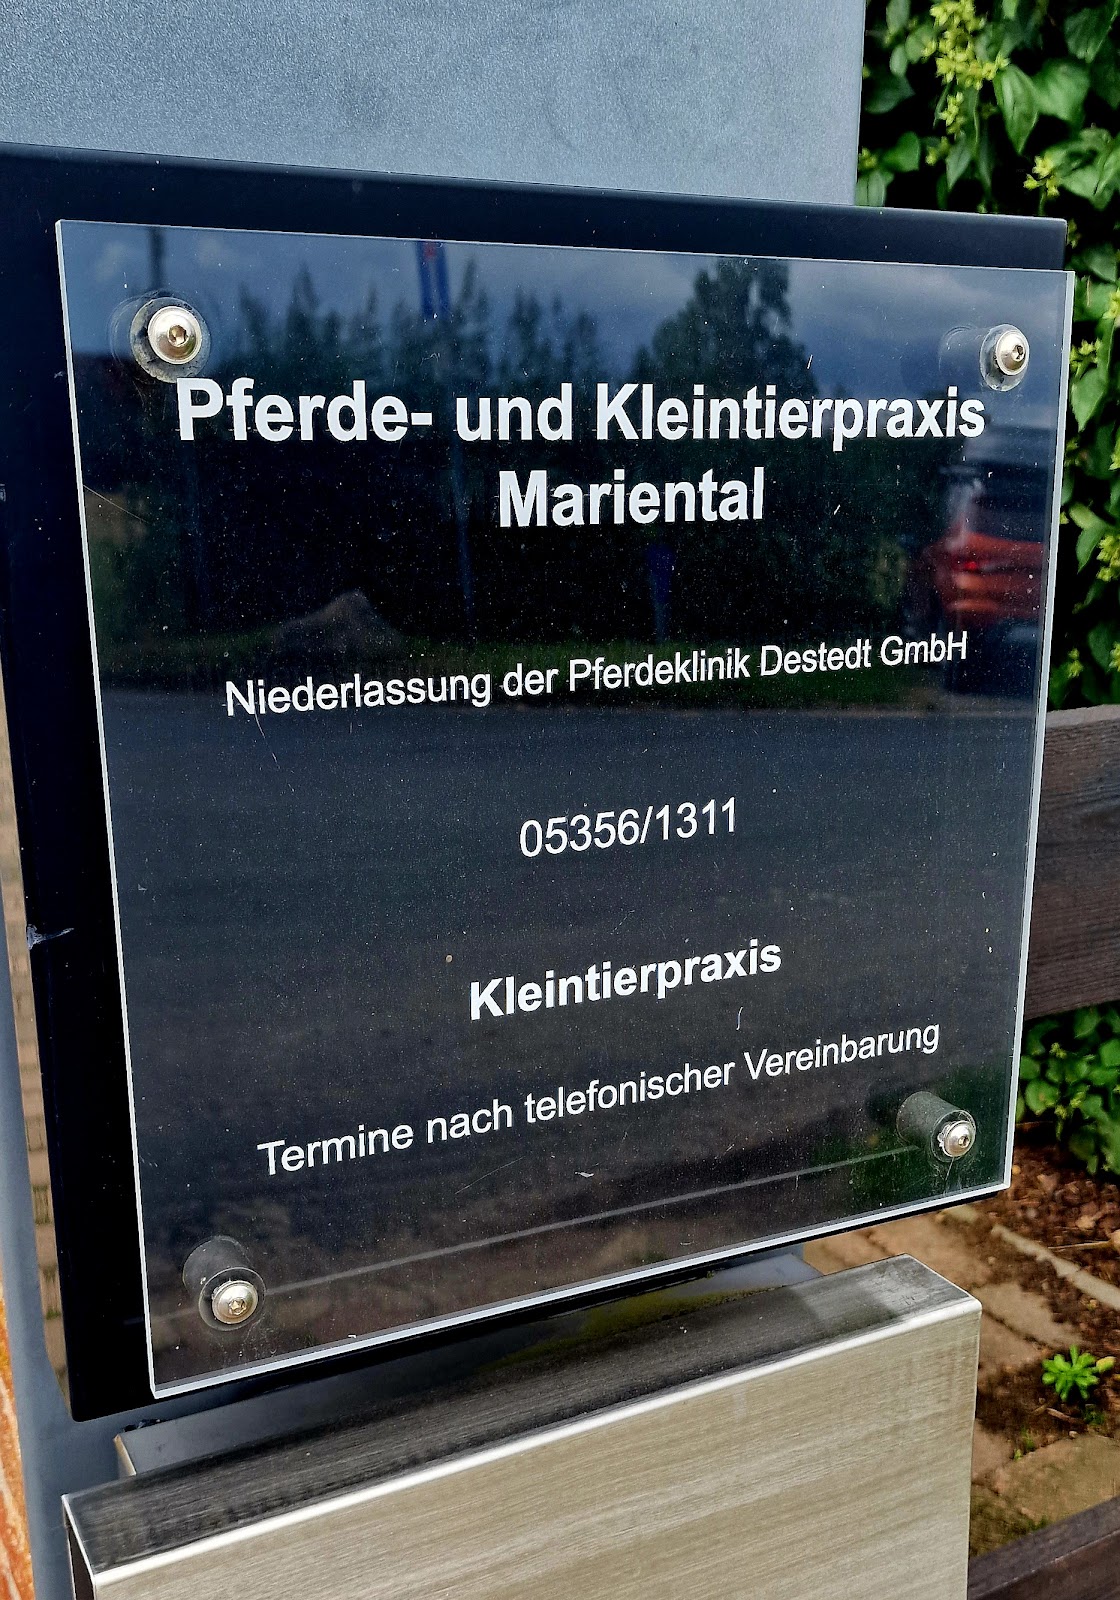 Pferde- und Kleintierpraxis
Mariental
Niederlassung der Pferdeklinik Destedt GmbH
05356/1311
Kleintierpraxis
Termine nach telefonischer Vereinbarung